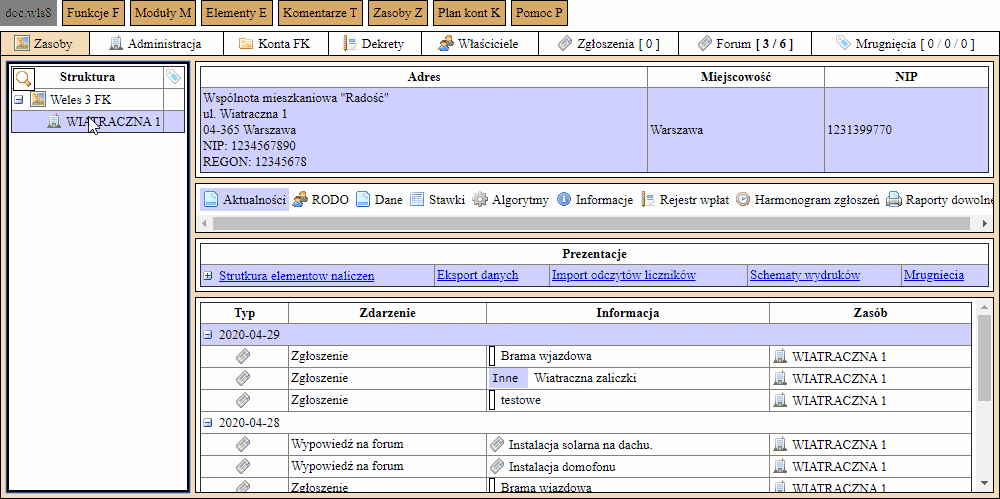 doc.wls8 Funkcje F Moduły M Elementy E Komentarze T Zasoby Z Plan kont K Pomoc P
Zasoby Administracja Konta FK Dekrety Właściciele Zgłoszenia [ 0 ] Forum [ 3 / 6 ] Mrugnięcia [ 0 / 0 / 0 ]
Struktura
Weles 3 FK
WIATRACZNA 1
Adres Miejscowość NIP
Wspólnota mieszkaniowa "Radość"
ul. Wiatraczna 1
04-365 Warszawa
NIP: 1234567890
REGON: 12345678
Warszawa
1231399770
Aktualności RODO Dane Stawki Algorytmy Informacje Rejestr wpłat Harmonogram zgłoszeń Raporty dowolne
Prezentacje
Strutkura elementow naliczen Eksport danych Import odczytów liczników Schematy wydruków Mrugniecia
Typ Zdarzenie Informacja Zasób
2020-04-29
Zgłoszenie Brama wjazdowa WIATRACZNA 1
Zgłoszenie Inne Wiatraczna zaliczki WIATRACZNA 1
Zgłoszenie testowe WIATRACZNA 1
2020-04-28
Wypowiedź na forum Instalacja solarna na dachu. WIATRACZNA 1
Wypowiedź na forum Instalacja domofonu WIATRACZNA 1
Zgłoszenie Brama wjazdowa WIATRACZNA 1